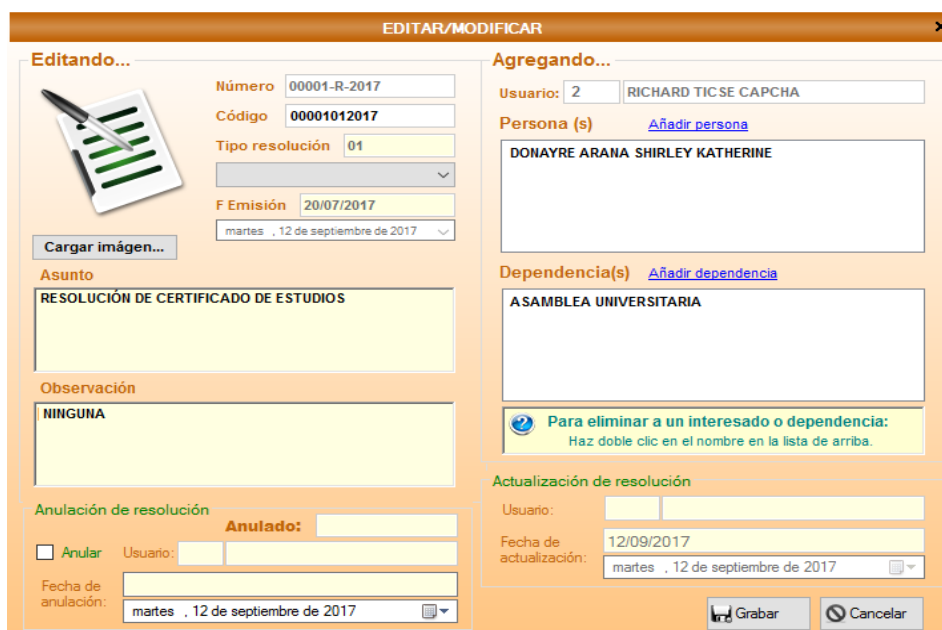 EDITAR/MODIFICAR
Editando...
Número 00001-R-2017
Código 00001012017
Tipo resolución 01
F Emisión 20/07/2017
martes , 12 de septiembre de 2017
Cargar imágen...
Asunto
RESOLUCIÓN DE CERTIFICADO DE ESTUDIOS
Observación
NINGUNA
Anulación de resolución
Anulado:
Anular Usuario:
Fecha de
anulación:
martes , 12 de septiembre de 2017
Agregando...
Usuario: 2 RICHARD TICSE CAPCHA
Persona (s) Añadir persona
DONAYRE ARANA SHIRLEY KATHERINE
Dependencia(s) Añadir dependencia
ASAMBLEA UNIVERSITARIA
Para eliminar a un interesado o dependencia:
Haz doble clic en el nombre en la lista de arriba.
Actualización de resolución
Usuario:
Fecha de
actualización:
12/09/2017
martes , 12 de septiembre de 2017
Grabar Cancelar